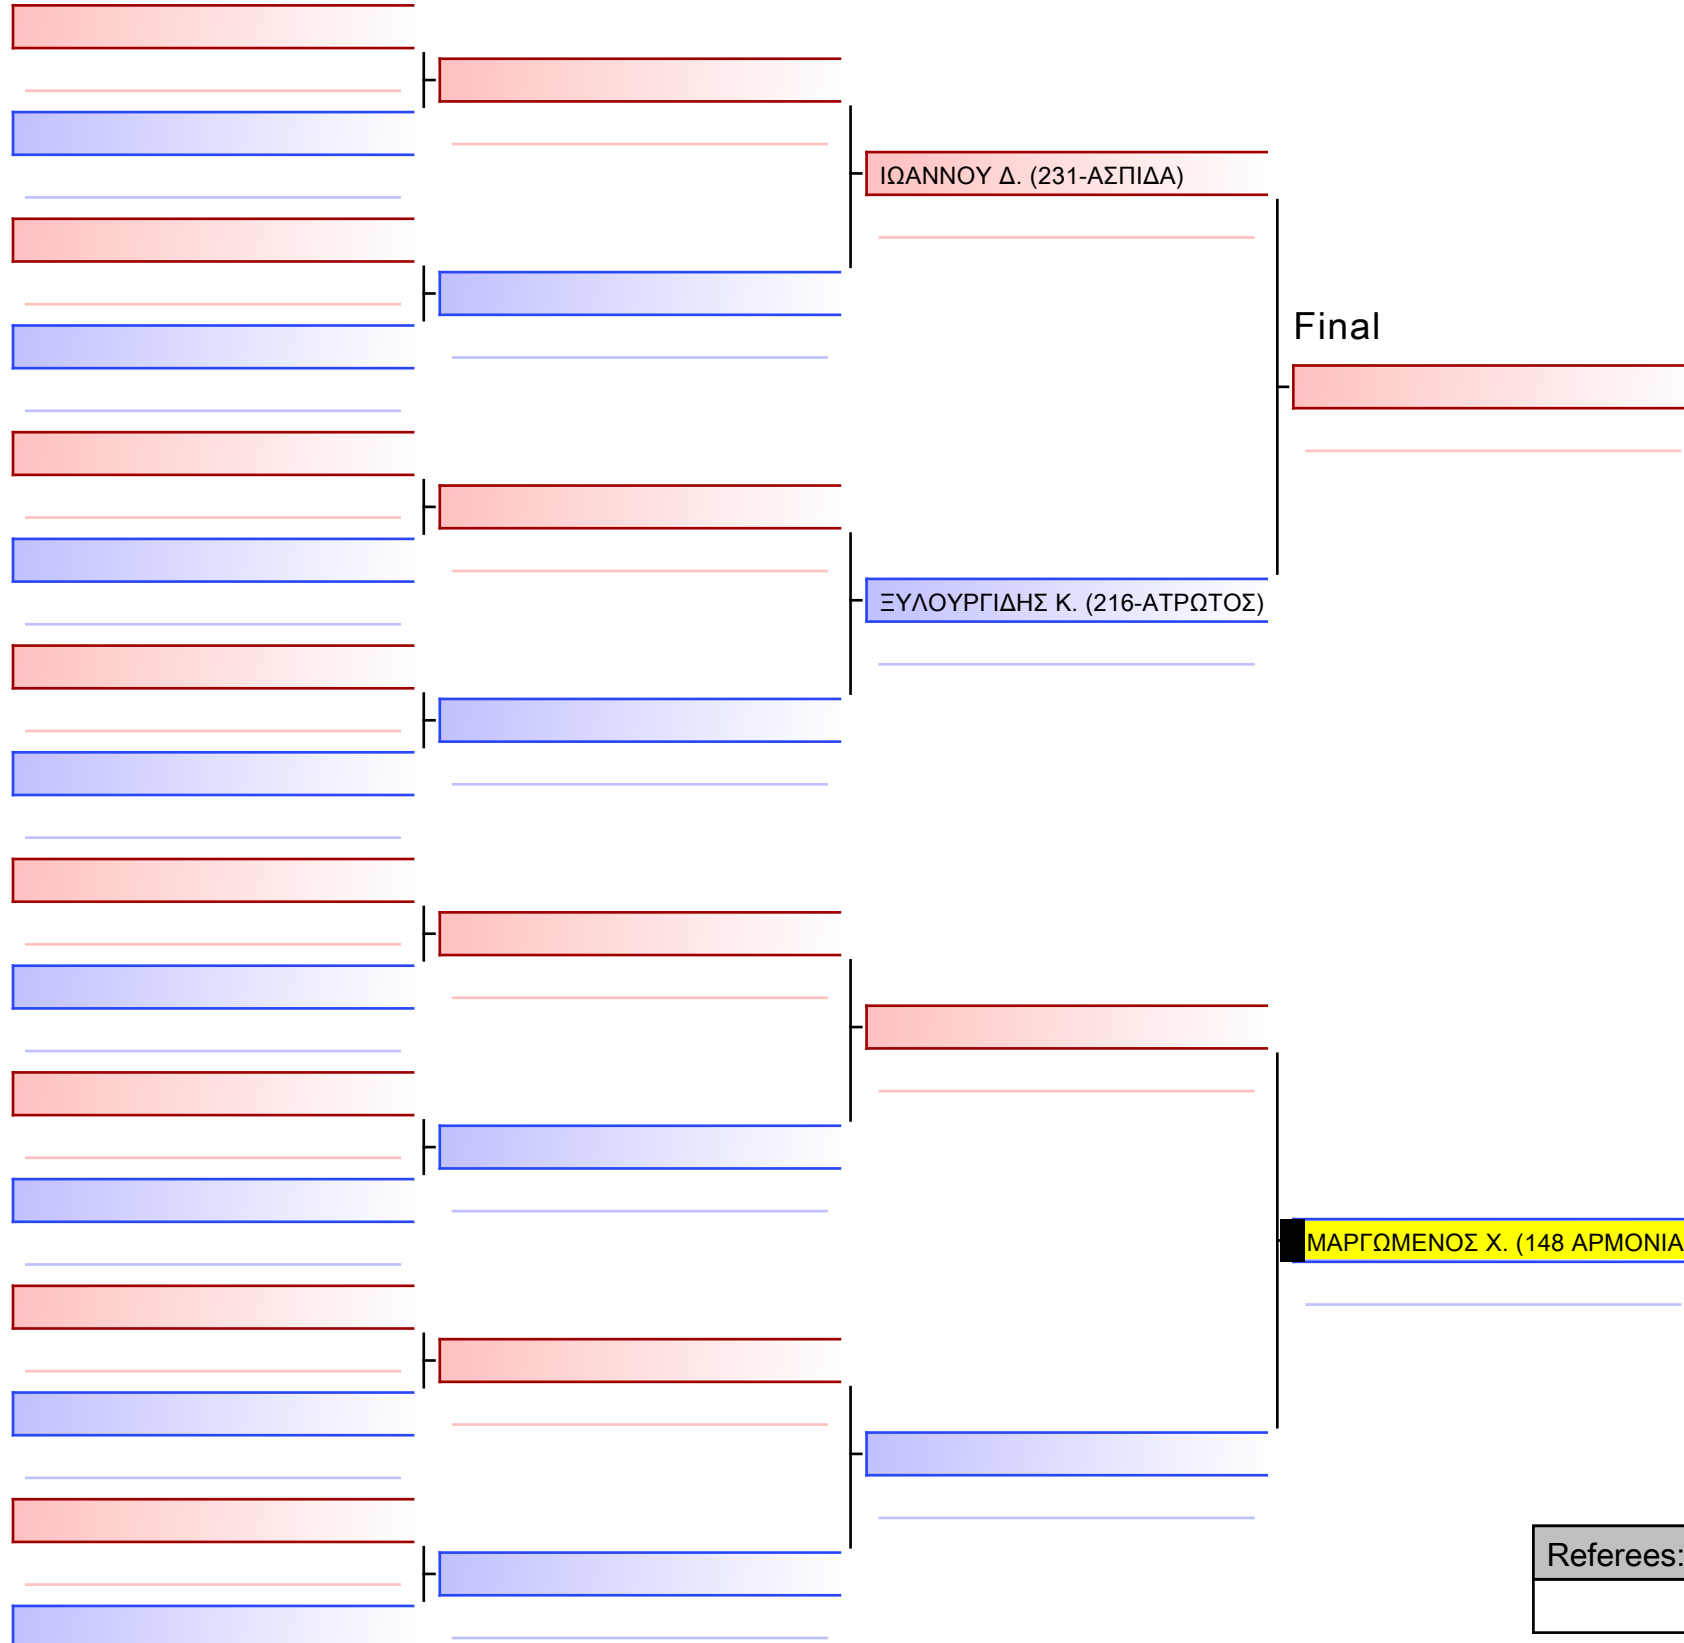 ΙΩΑΝΝΟΥ Δ. (231-ΑΣΠΙΔΑ)
Final
ΞΥΛΟΥΡΓΙΔΗΣ Κ. (216-ΑΤΡΩΤΟΣ)
ΜΑΡΓΩΜΕΝΟΣ Χ. (148 ΑΡΜΟΝΙΑ
Referees: